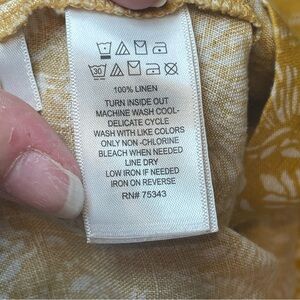 30
100% LINEN
TURN INSIDE OUT
MACHINE WASH COOL-
DELICATE CYCLE
WASH WITH LIKE COLORS
ONLY NON -CHLORINE
BLEACH WHEN NEEDED
LINE DRY
LOW IRON IF NEEDED
IRON ON REVERSE
RN# 75343